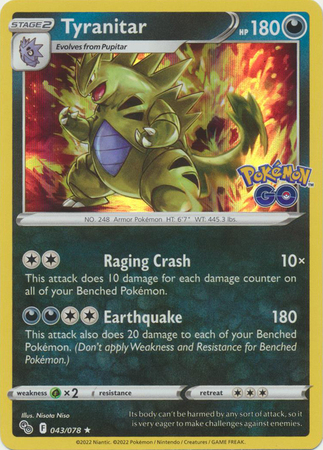 STAGE2
Tyranitar
HP 180
Evolves from Pupitar
Pokémon
GO
NO. 248 Armor Pokémon HT: 6'7" WT: 445.3 lbs.
Raging Crash 10×
This attack does 10 damage for each damage counter on
all of your Benched Pokémon.
Earthquake 180
This attack also does 20 damage to each of your Benched
Pokémon. (Don't apply Weakness and Resistance for Benched
Pokémon.)
weakness ×2 resistance retreat
Illus. Nisota Niso
F 043/078 ★
Its body can't be harmed by any sort of attack, so it
is very eager to make challenges against enemies.
©2022 Niantic. ©2022 Pokémon / Nintendo / Creatures / GAME FREAK.